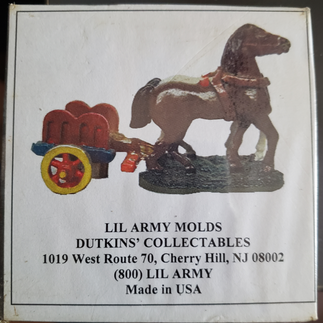 LIL ARMY MOLDS
DUTKINS' COLLECTABLES
1019 West Route 70, Cherry Hill, NJ 08002
(800) LIL ARMY
Made in USA